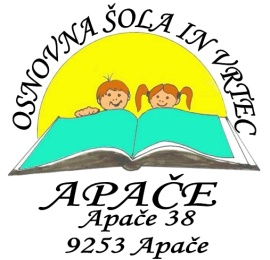 OSNOVNA ŠOLA IN VRTEC
APAČE
Apače 38
9253 Apače